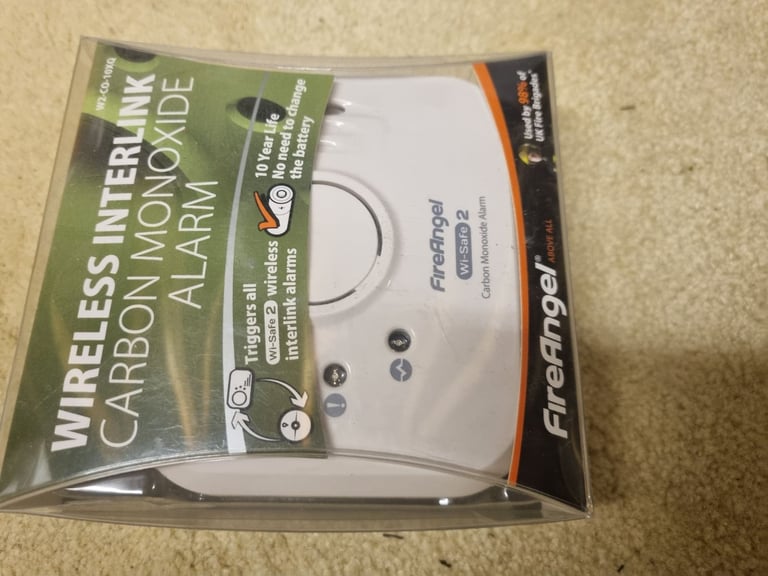 W2-CO-10XQ
WIRELESS INTERLINK
CARBON MONOXIDE
ALARM
Triggers all
Wi-Safe 2 wireless
interlink alarms
10 Year Life
No need to change
the battery
FireAngel
Wi-Safe 2
Carbon Monoxide Alarm
Used by 98% of
UK Fire Brigades*
FireAngel®
ABOVE ALL